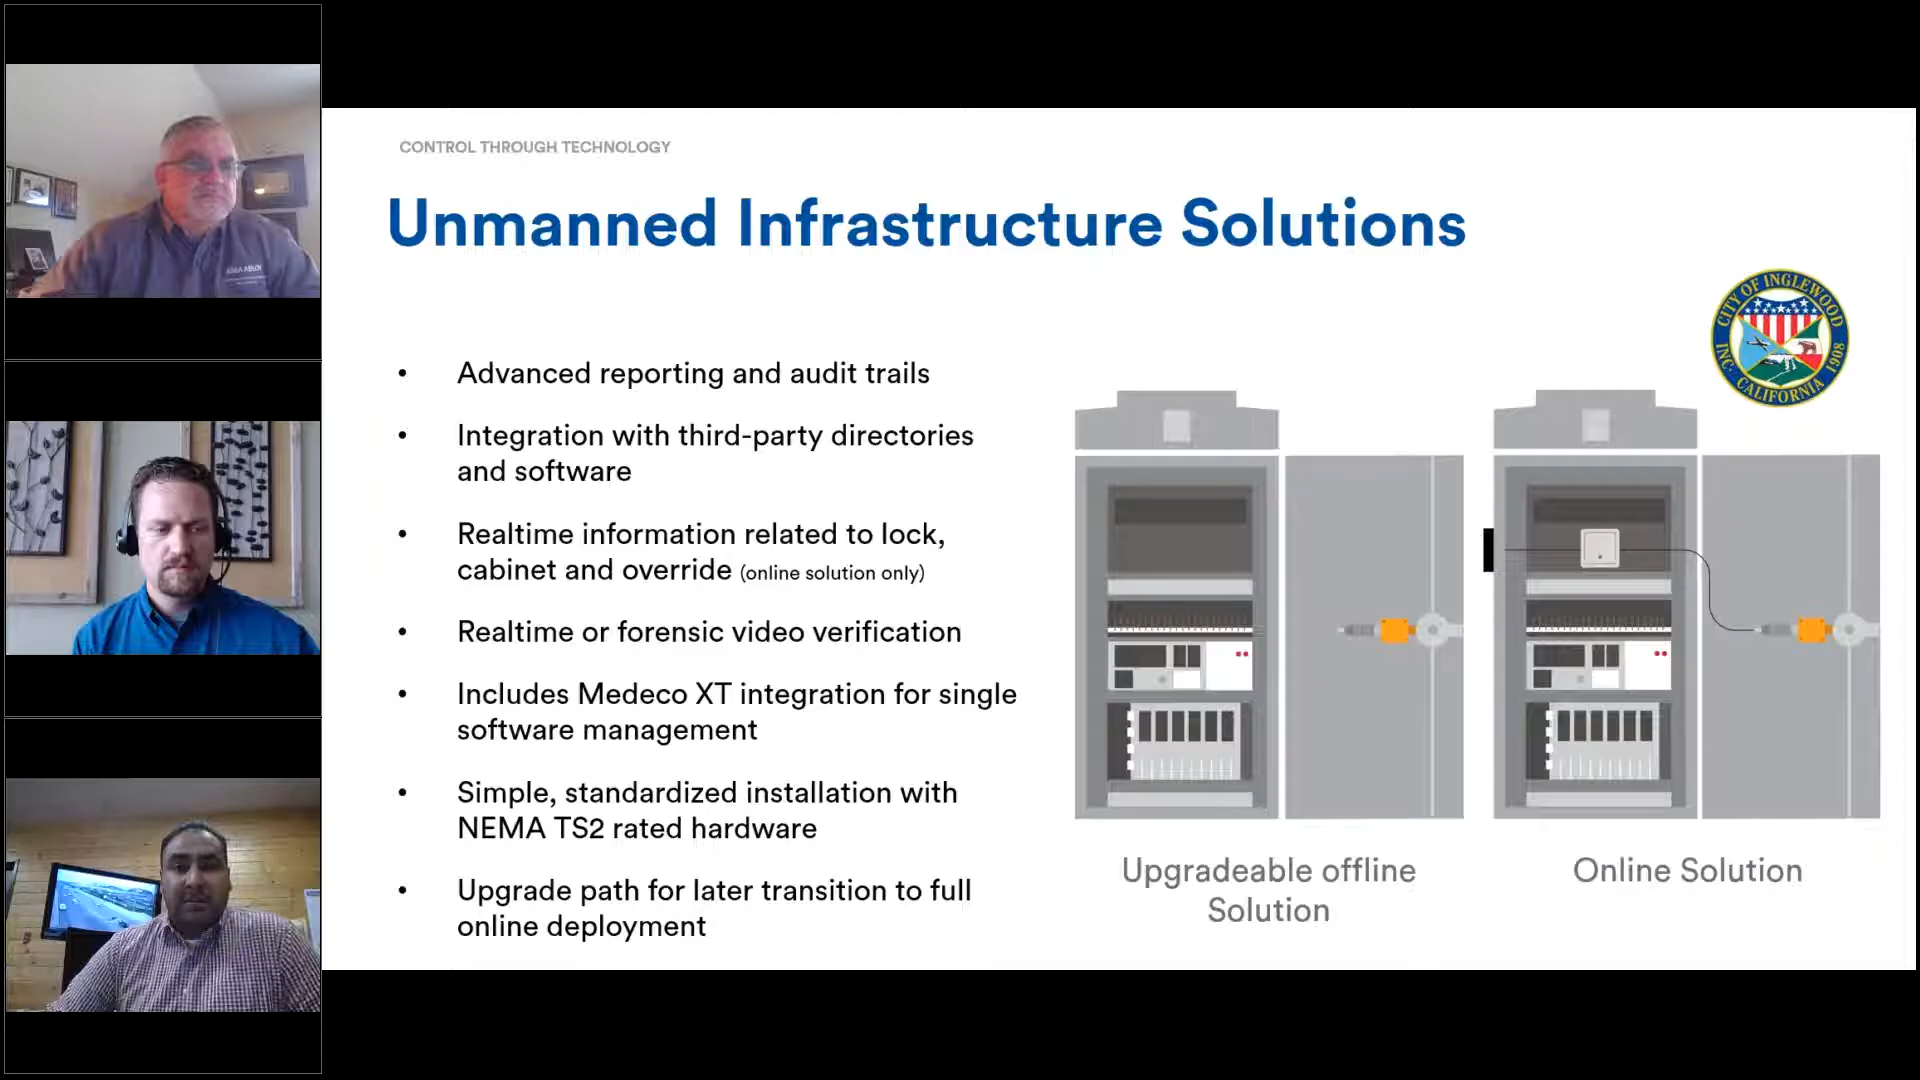 CONTROL THROUGH TECHNOLOGY
Unmanned Infrastructure Solutions
• Advanced reporting and audit trails
• Integration with third-party directories
and software
• Realtime information related to lock,
cabinet and override (online solution only)
• Realtime or forensic video verification
• Includes Medeco XT integration for single
software management
• Simple, standardized installation with
NEMA TS2 rated hardware
• Upgrade path for later transition to full
online deployment
CITY OF INGLEWOOD
INC. CALIFORNIA 1908
Upgradeable offline
Solution
Online Solution
ASSA ABLOY